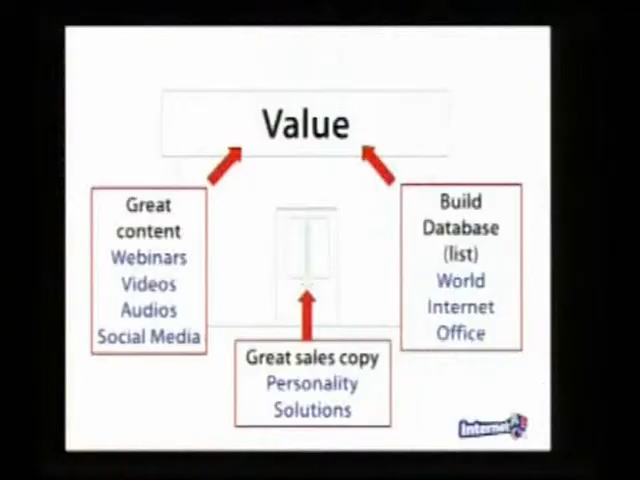 Value
Great
content
Webinars
Videos
Audios
Social Media
Build
Database
(list)
World
Internet
Office
Great sales copy
Personality
Solutions
Internet